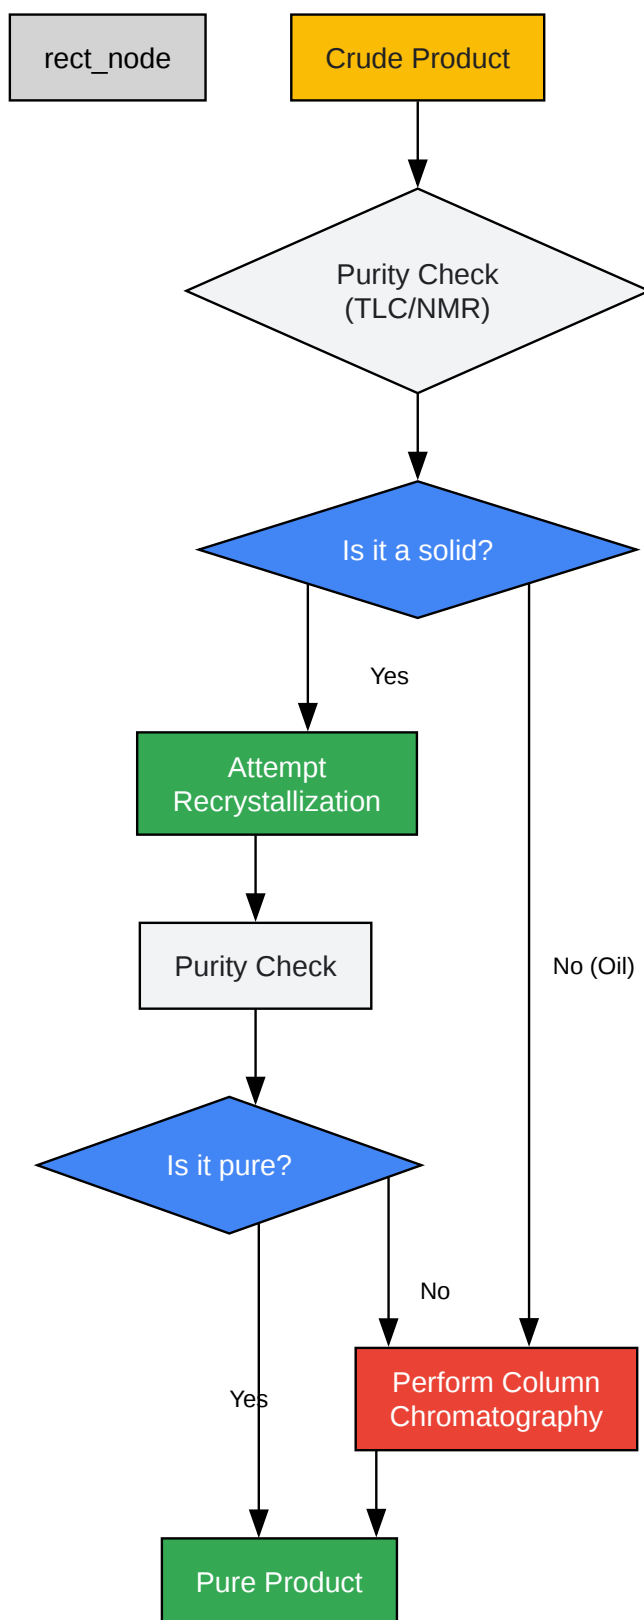 rect_node
Crude Product
Purity Check
(TLC/NMR)
Is it a solid?
Yes
Attempt
Recrystallization
Purity Check
No (Oil)
Is it pure?
No
Perform Column
Chromatography
Yes
Pure Product